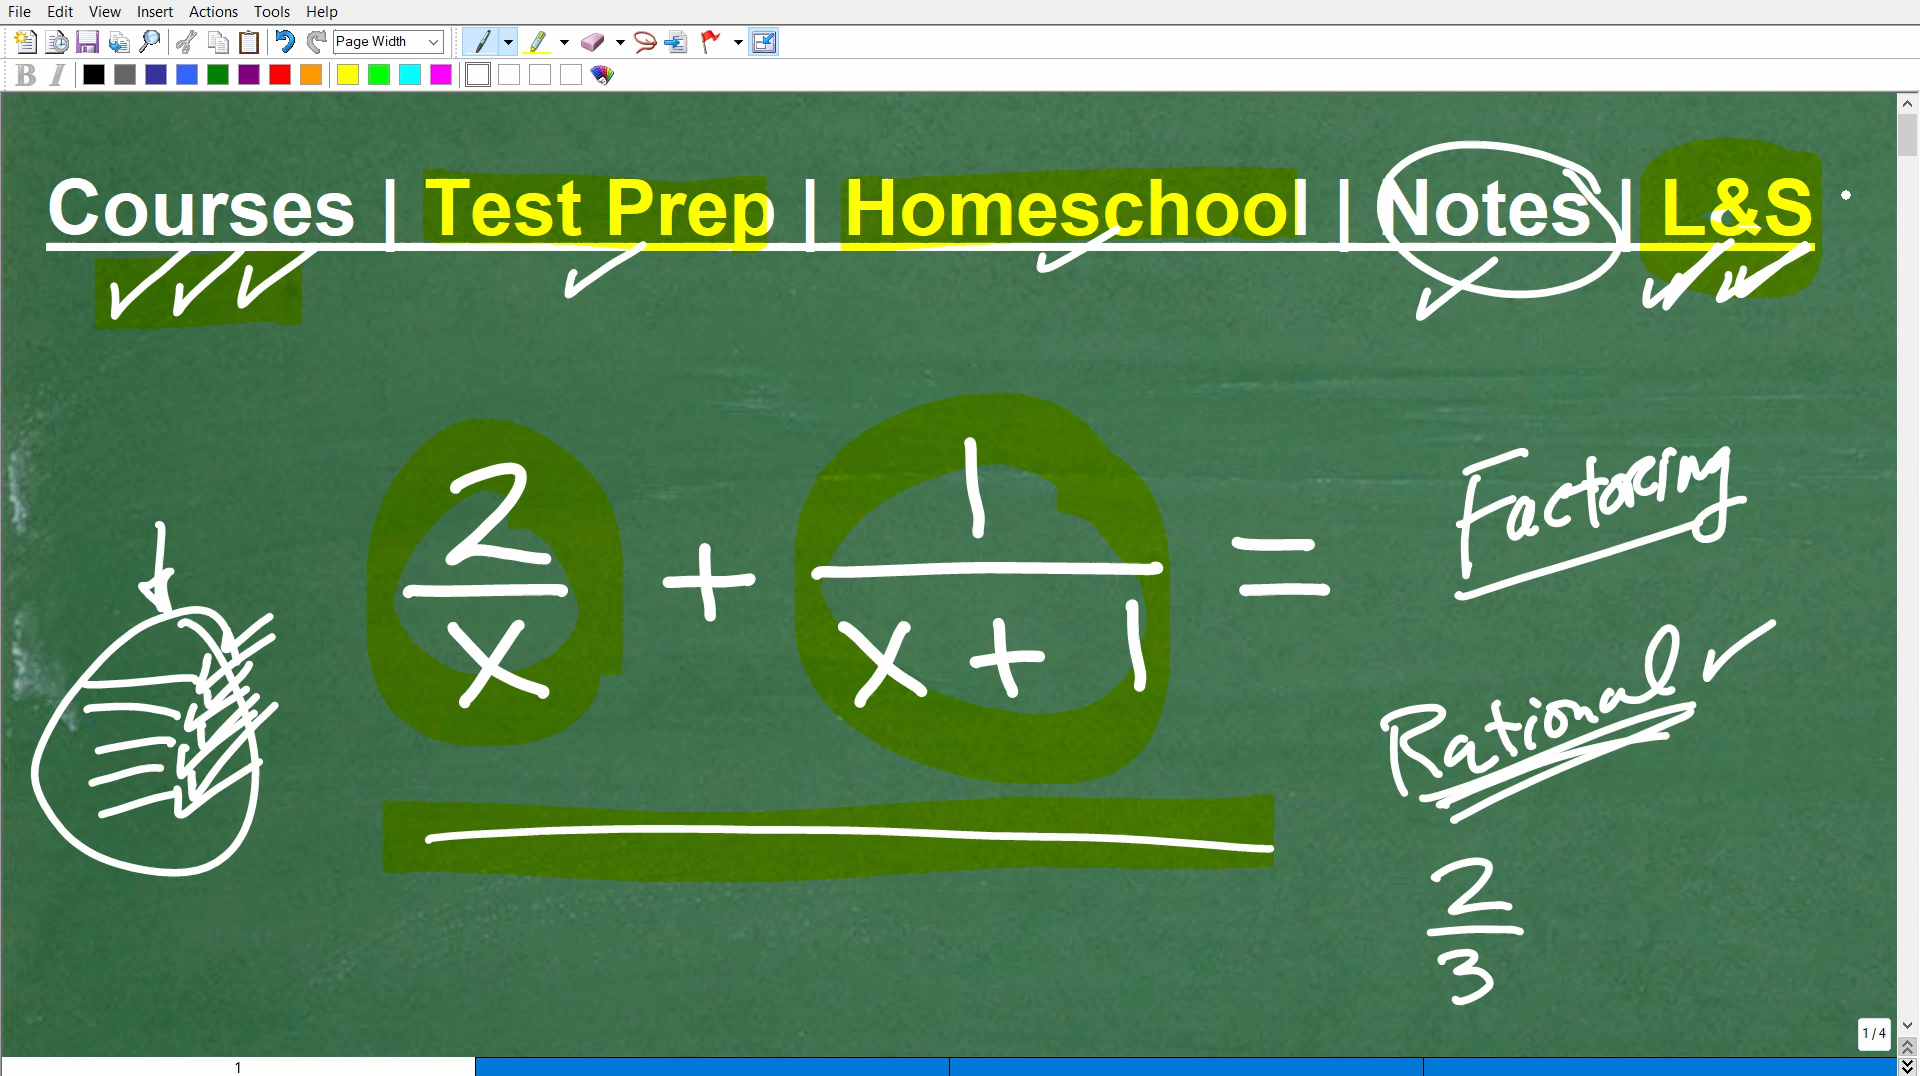 File Edit View Insert Actions Tools Help
Page Width
B I
Courses | Test Prep | Homeschool | Notes | L&S
2/x + 1/(x + 1) =
Factoring
Rational
2/3
1 / 4
1